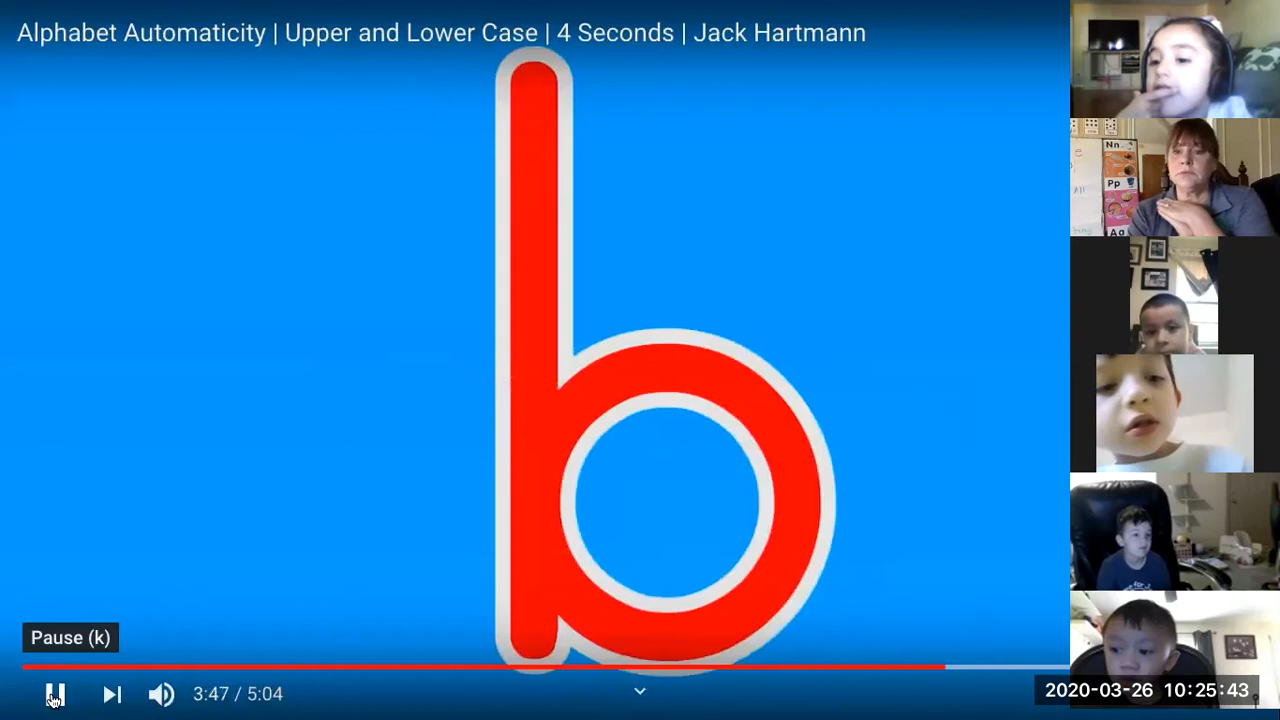 Alphabet Automaticity | Upper and Lower Case | 4 Seconds | Jack Hartmann
b
Nn
Pp
Aa
Pause (k)
3:47 / 5:04
2020-03-26 10:25:43